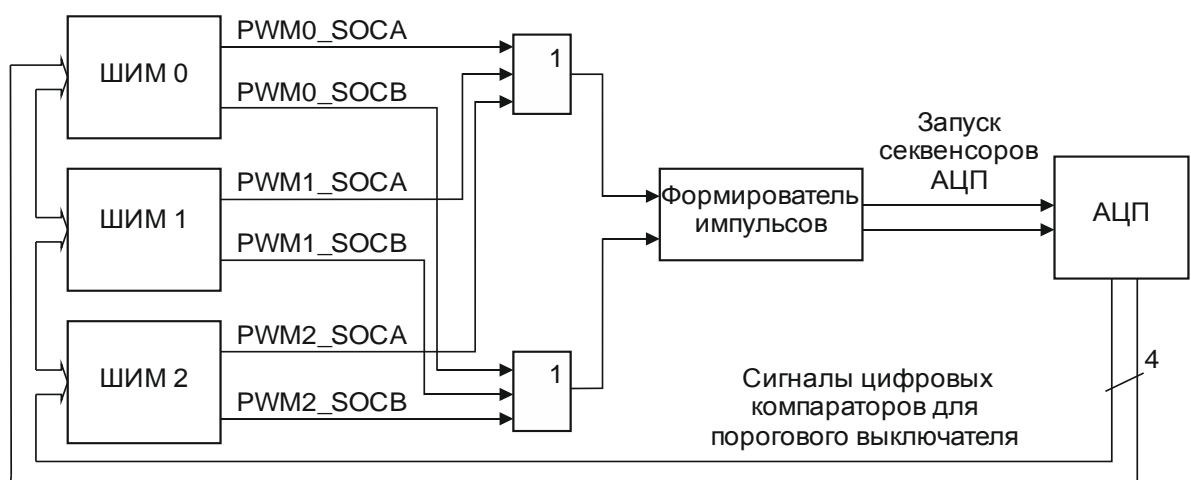 ШИМ 0
PWM0_SOCA
PWM0_SOCB
1
ШИМ 1
PWM1_SOCA
PWM1_SOCB
ШИМ 2
PWM2_SOCA
PWM2_SOCB
1
Формирователь
импульсов
Запуск
секвенсоров
АЦП
АЦП
4
Сигналы цифровых
компараторов для
порогового выключателя